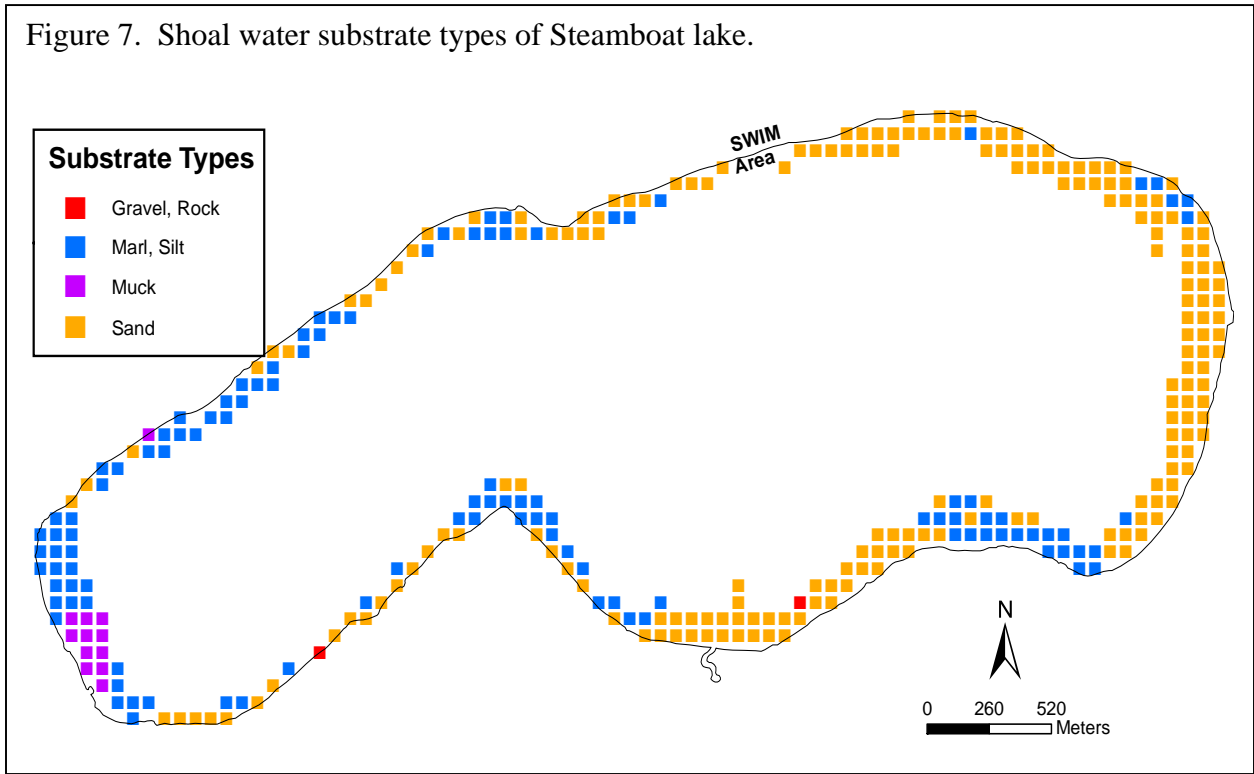 Figure 7. Shoal water substrate types of Steamboat lake.
SWIM
Area
Substrate Types
Gravel, Rock
Marl, Silt
Muck
Sand
N
0 260 520
Meters